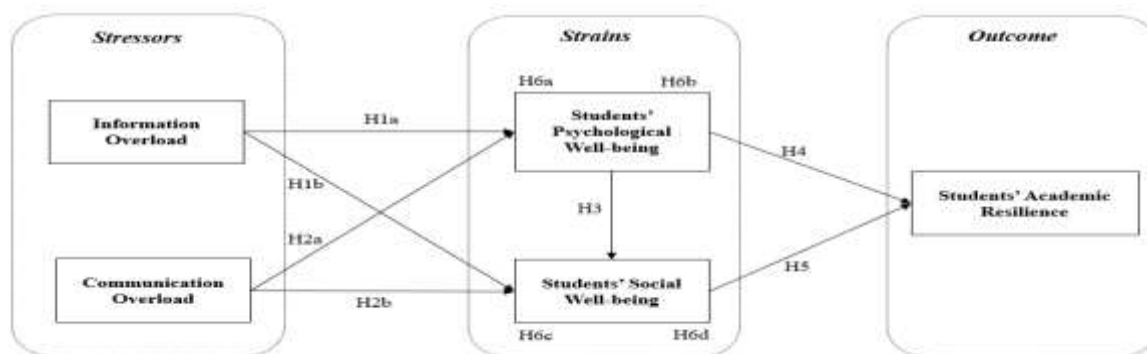 Stressors
Strains
Outcome
H6a
H6b
Information
Overload
H1a
Students'
Psychological
Well-being
H4
H1b
H3
Students' Academic
Resilience
H2a
H5
Communication
Overload
H2b
Students' Social
Well-being
H6c
H6d